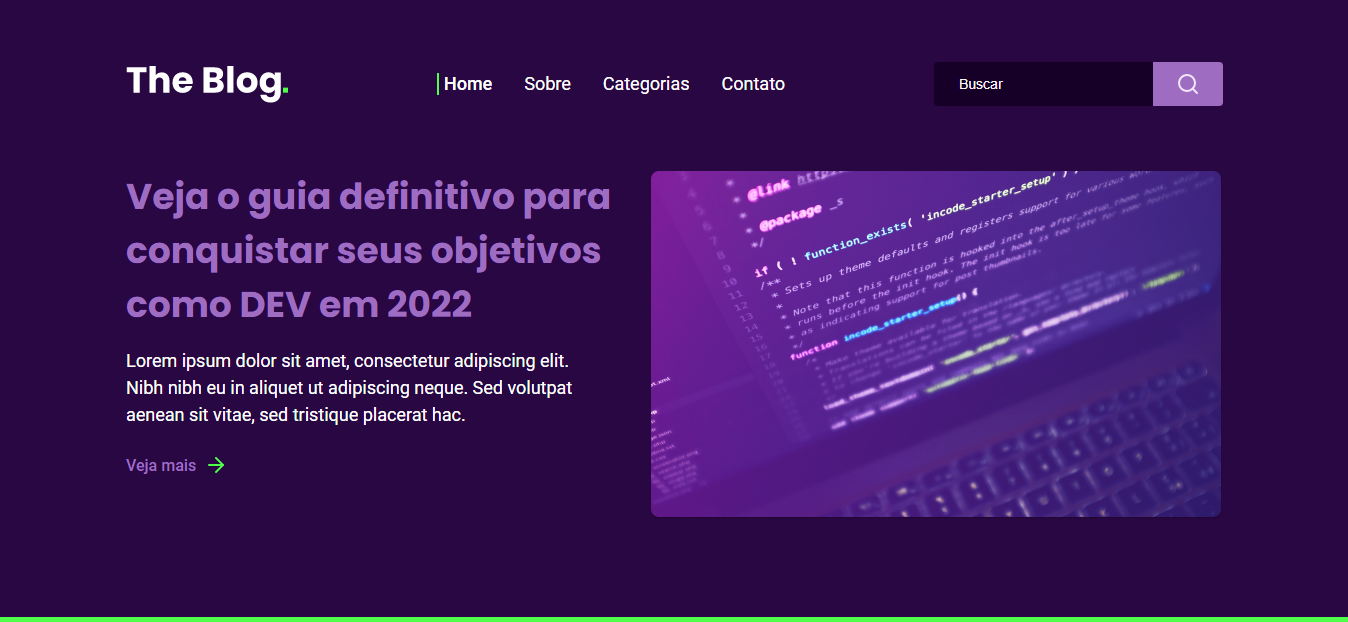 The Blog.
Home Sobre Categorias Contato
Buscar
Veja o guia definitivo para
conquistar seus objetivos
como DEV em 2022
Lorem ipsum dolor sit amet, consectetur adipiscing elit.
Nibh nibh eu in aliquet ut adipiscing neque. Sed volutpat
aenean sit vitae, sed tristique placerat hac.
Veja mais
* @link
*
* @package _s
*/
if ( ! function_exists( 'incode_starter_setup' ) )
/**
* Sets up theme defaults and registers support for various
*
* Note that this function is hooked into the after_setup_theme hook, which
* runs before the init hook. The init hook is too late for some features,
* as indicating support for post thumbnails.
*/
function incode_starter_setup() {